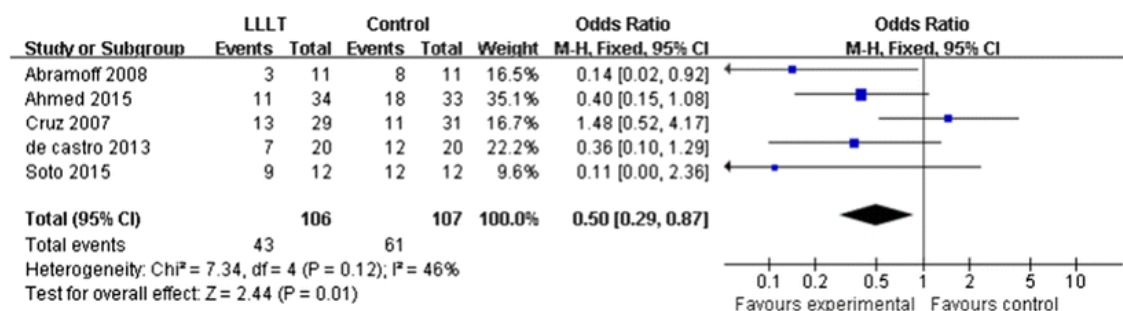 LLLT Control Odds Ratio Odds Ratio
Study or Subgroup Events Total Events Total Weight M-H, Fixed, 95% CI M-H, Fixed, 95% CI
Abramoff 2008 3 11 8 11 16.5% 0.14 [0.02, 0.92]
Ahmed 2015 11 34 18 33 35.1% 0.40 [0.15, 1.08]
Cruz 2007 13 29 11 31 16.7% 1.48 [0.52, 4.17]
de castro 2013 7 20 12 20 22.2% 0.36 [0.10, 1.29]
Soto 2015 9 12 12 12 9.6% 0.11 [0.00, 2.36]
Total (95% CI) 106 107 100.0% 0.50 [0.29, 0.87]
Total events 43 61
Heterogeneity: Chi² = 7.34, df = 4 (P = 0.12); I² = 46%
Test for overall effect: Z = 2.44 (P = 0.01)
0.1 0.2 0.5 1 2 5 10
Favours experimental Favours control